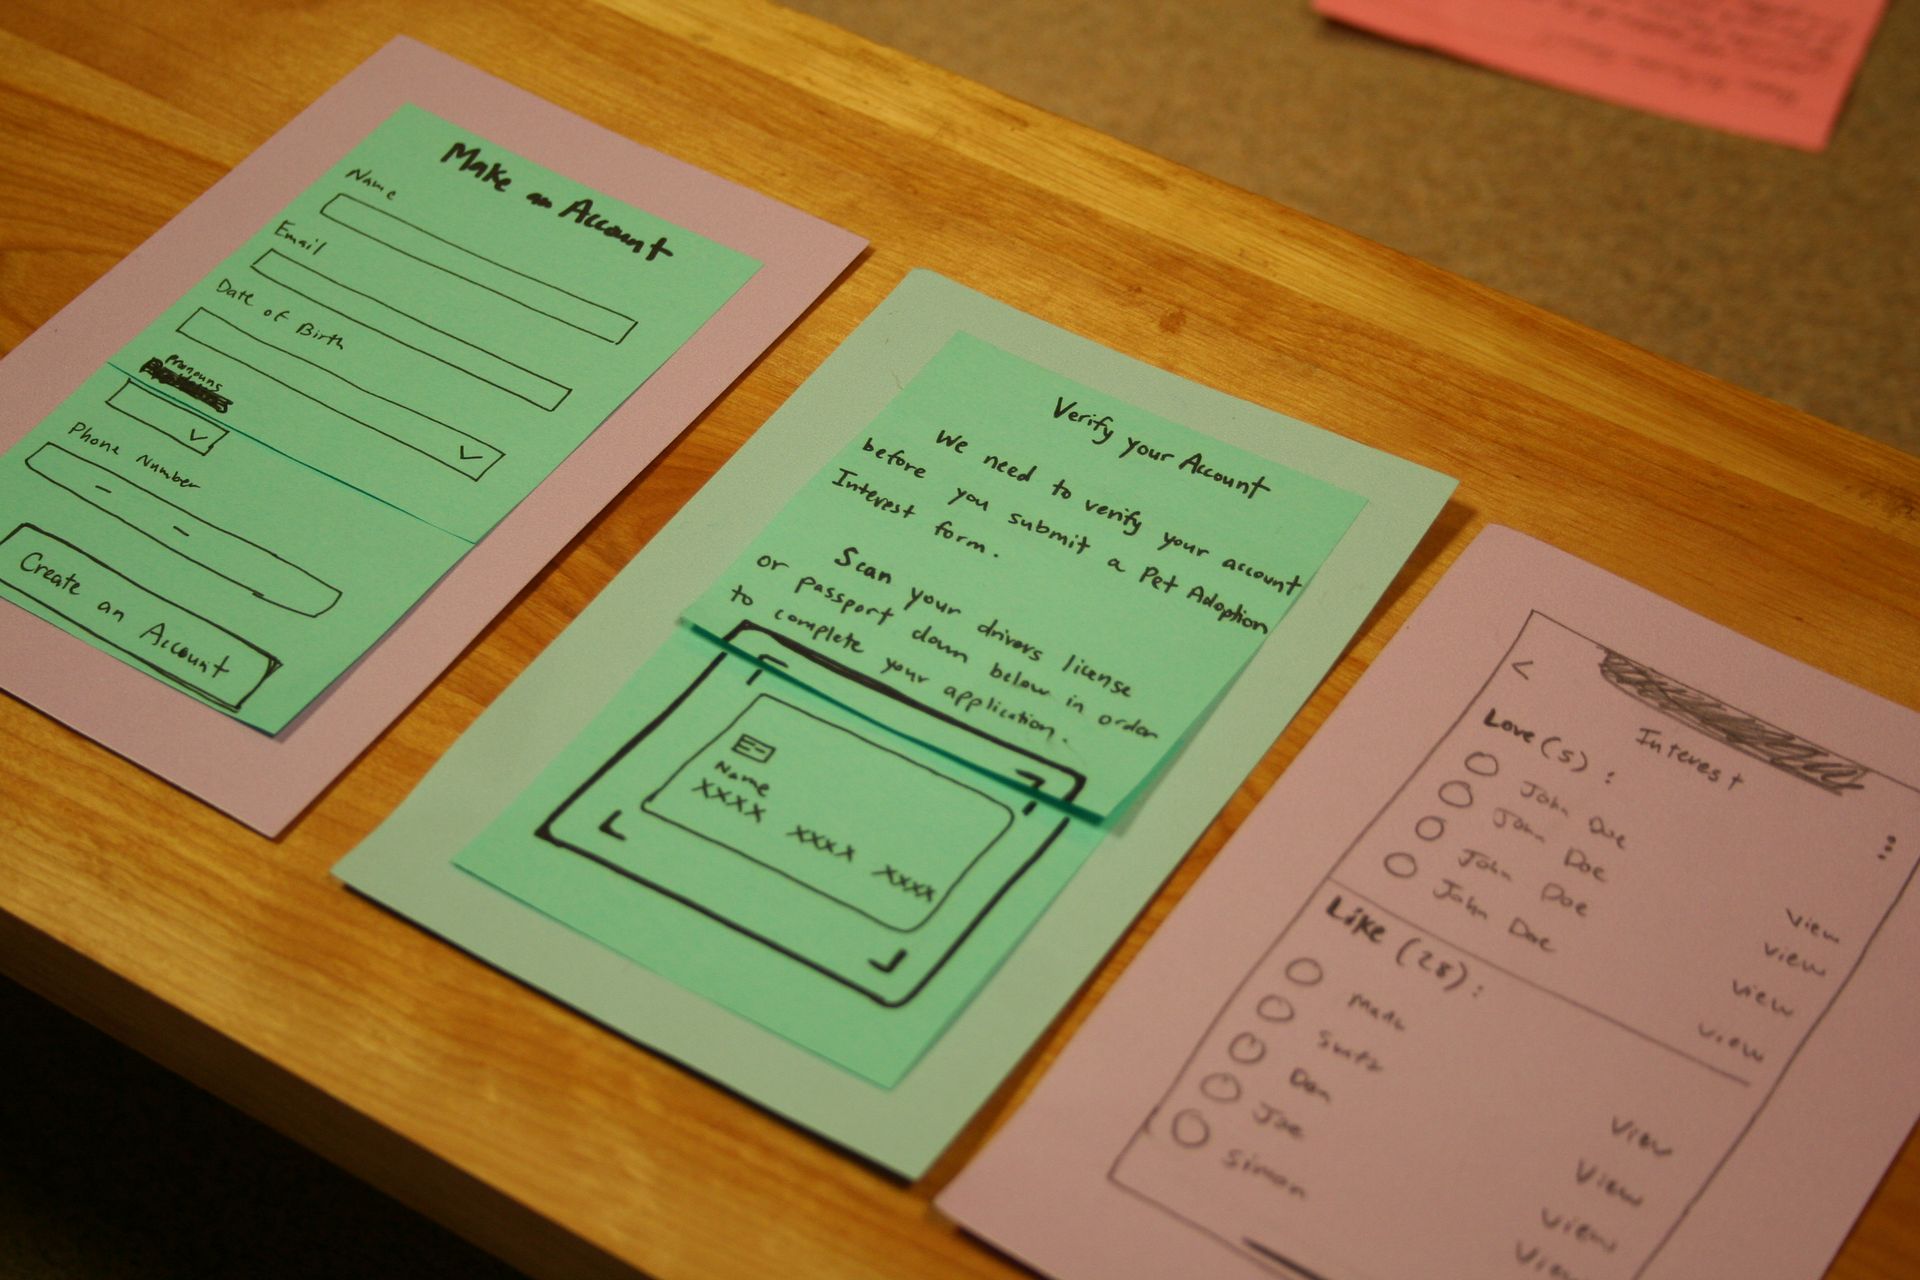 Make an Account
Name
Email
Date of Birth
Pronouns
Phone Number
Create an Account
Verify your Account
We need to verify your account
before you submit a Pet Adoption
Interest form.
Scan your drivers license
or passport down below in order
to complete your application.
Name
XXXX XXXX XXXX
<
Interest
Love (5) :
John Doe View
John Doe View
John Doe View
John Doe View
Like (28) :
View
View
Dan View
Joe View
Simon